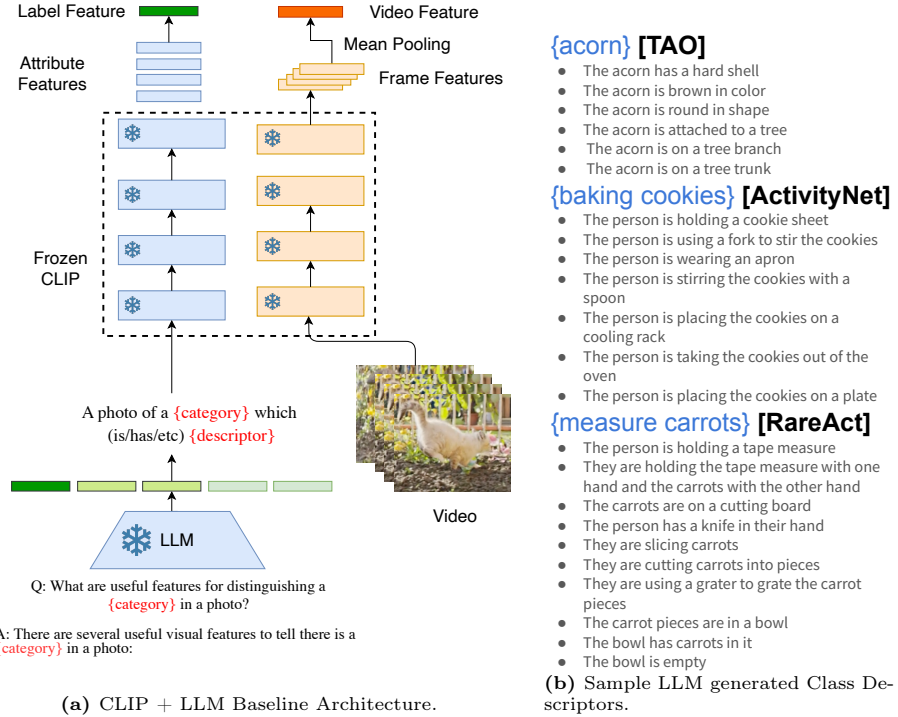 Label Feature
Video Feature
Mean Pooling
Attribute
Features
Frame Features
Frozen
CLIP
A photo of a {category} which
(is/has/etc) {descriptor}
Video
LLM
Q: What are useful features for distinguishing a
{category} in a photo?
A: There are several useful visual features to tell there is a
{category} in a photo:
(a) CLIP + LLM Baseline Architecture.
{acorn} [TAO]
● The acorn has a hard shell
● The acorn is brown in color
● The acorn is round in shape
● The acorn is attached to a tree
● The acorn is on a tree branch
● The acorn is on a tree trunk
{baking cookies} [ActivityNet]
● The person is holding a cookie sheet
● The person is using a fork to stir the cookies
● The person is wearing an apron
● The person is stirring the cookies with a
spoon
● The person is placing the cookies on a
cooling rack
● The person is taking the cookies out of the
oven
● The person is placing the cookies on a plate
{measure carrots} [RareAct]
● The person is holding a tape measure
● They are holding the tape measure with one
hand and the carrots with the other hand
● The carrots are on a cutting board
● The person has a knife in their hand
● They are slicing carrots
● They are cutting carrots into pieces
● They are using a grater to grate the carrot
pieces
● The carrot pieces are in a bowl
● The bowl has carrots in it
● The bowl is empty
(b) Sample LLM generated Class De-
scriptors.